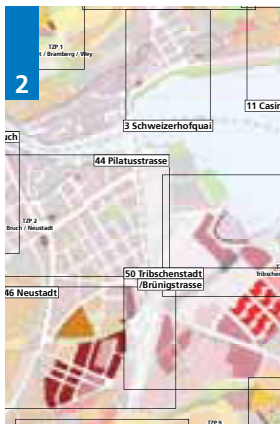 TZP 1
t / Bramberg / Wey
2
11 Casin
3 Schweizerhofquai
uch
44 Pilatusstrasse
TZP 2
Bruch / Neustadt
50 Tribschenstadt
/Brünigstrasse
Tribschen
46 Neustadt
TZP 9